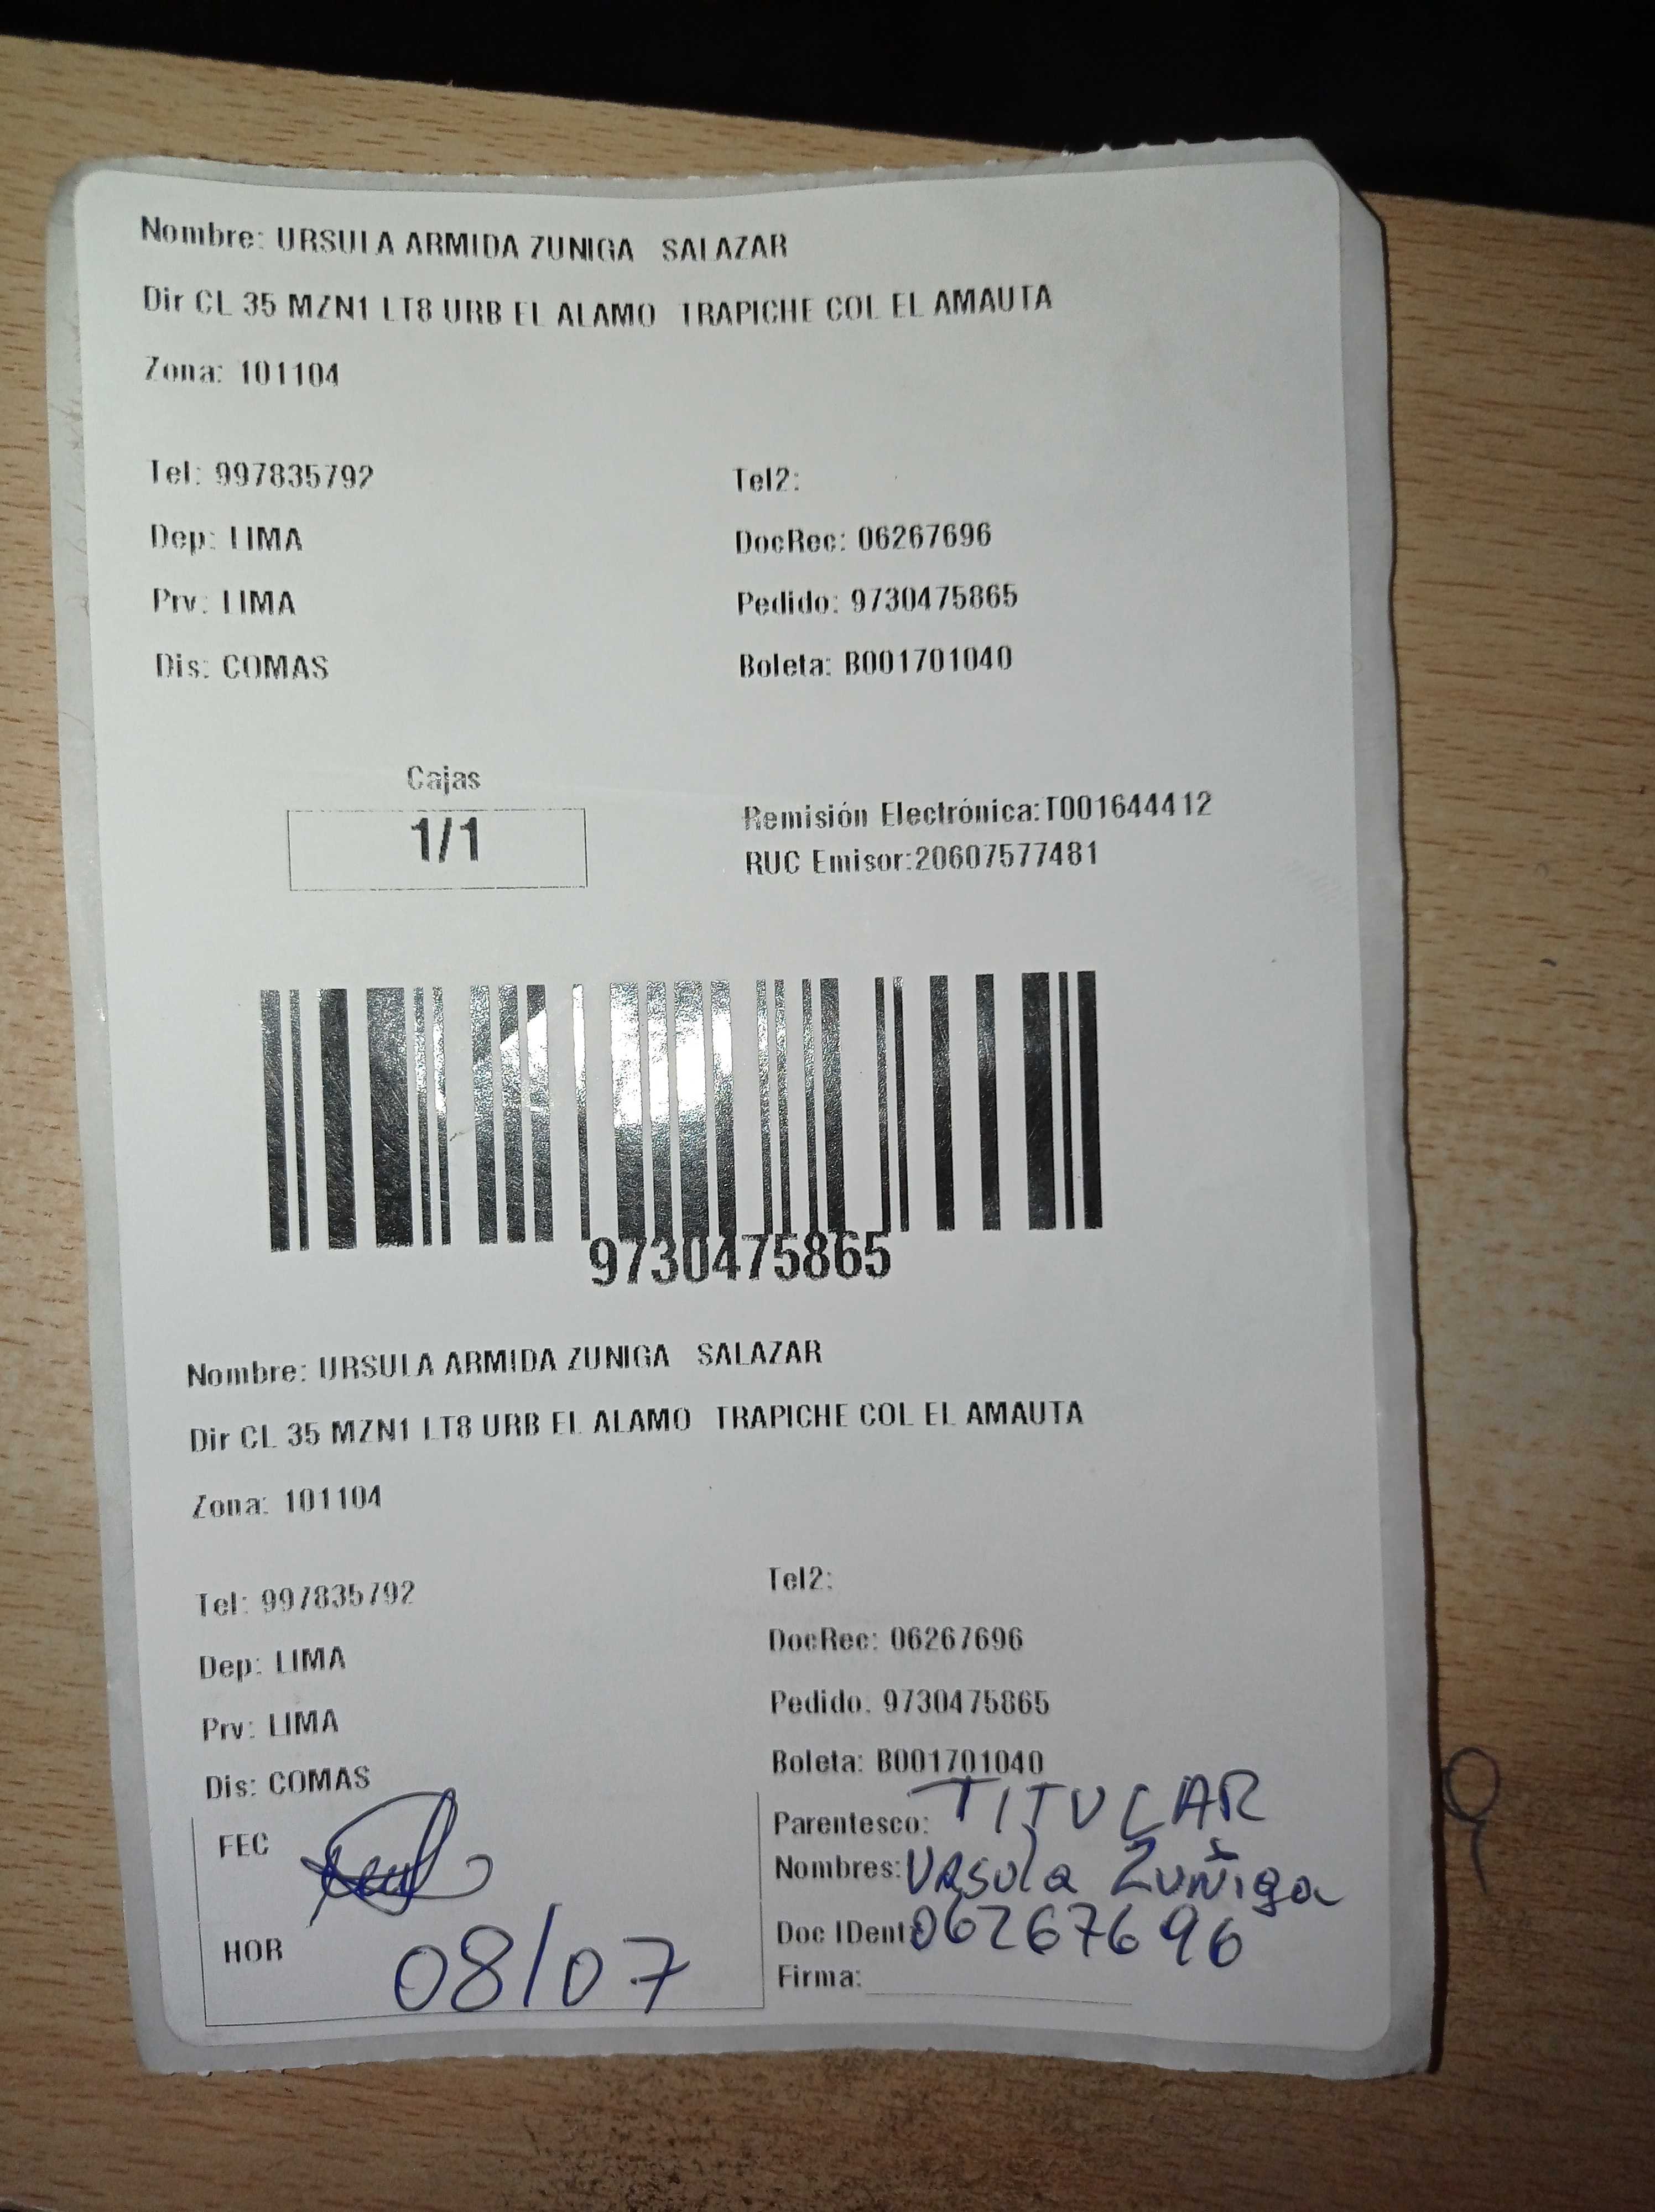 Nombre: URSULA ARMIDA ZUNIGA SALAZAR
Dir CL 35 MZN1 LT8 URB EL ALAMO TRAPICHE COL EL AMAUTA
Zona: 101104
Tel: 997835792 Tel2:
Dep: LIMA DocRec: 06267696
Prv: LIMA Pedido: 9730475865
Dis: COMAS Boleta: B001701040
Cajas
1/1
Remisión Electrónica:T001644412
RUC Emisor:20607577481
9730475865
Nombre: URSULA ARMIDA ZUNIGA SALAZAR
Dir CL 35 MZN1 LT8 URB EL ALAMO TRAPICHE COL EL AMAUTA
Zona: 101104
Tel: 997835792 Tel2:
Dep: LIMA DocRec: 06267696
Prv: LIMA Pedido: 9730475865
Dis: COMAS Boleta: B001701040
FEC
HOR 08/07
Parentesco: TITULAR
Nombres: Ursula Zuñiga
Doc IDent: 06267696
Firma: